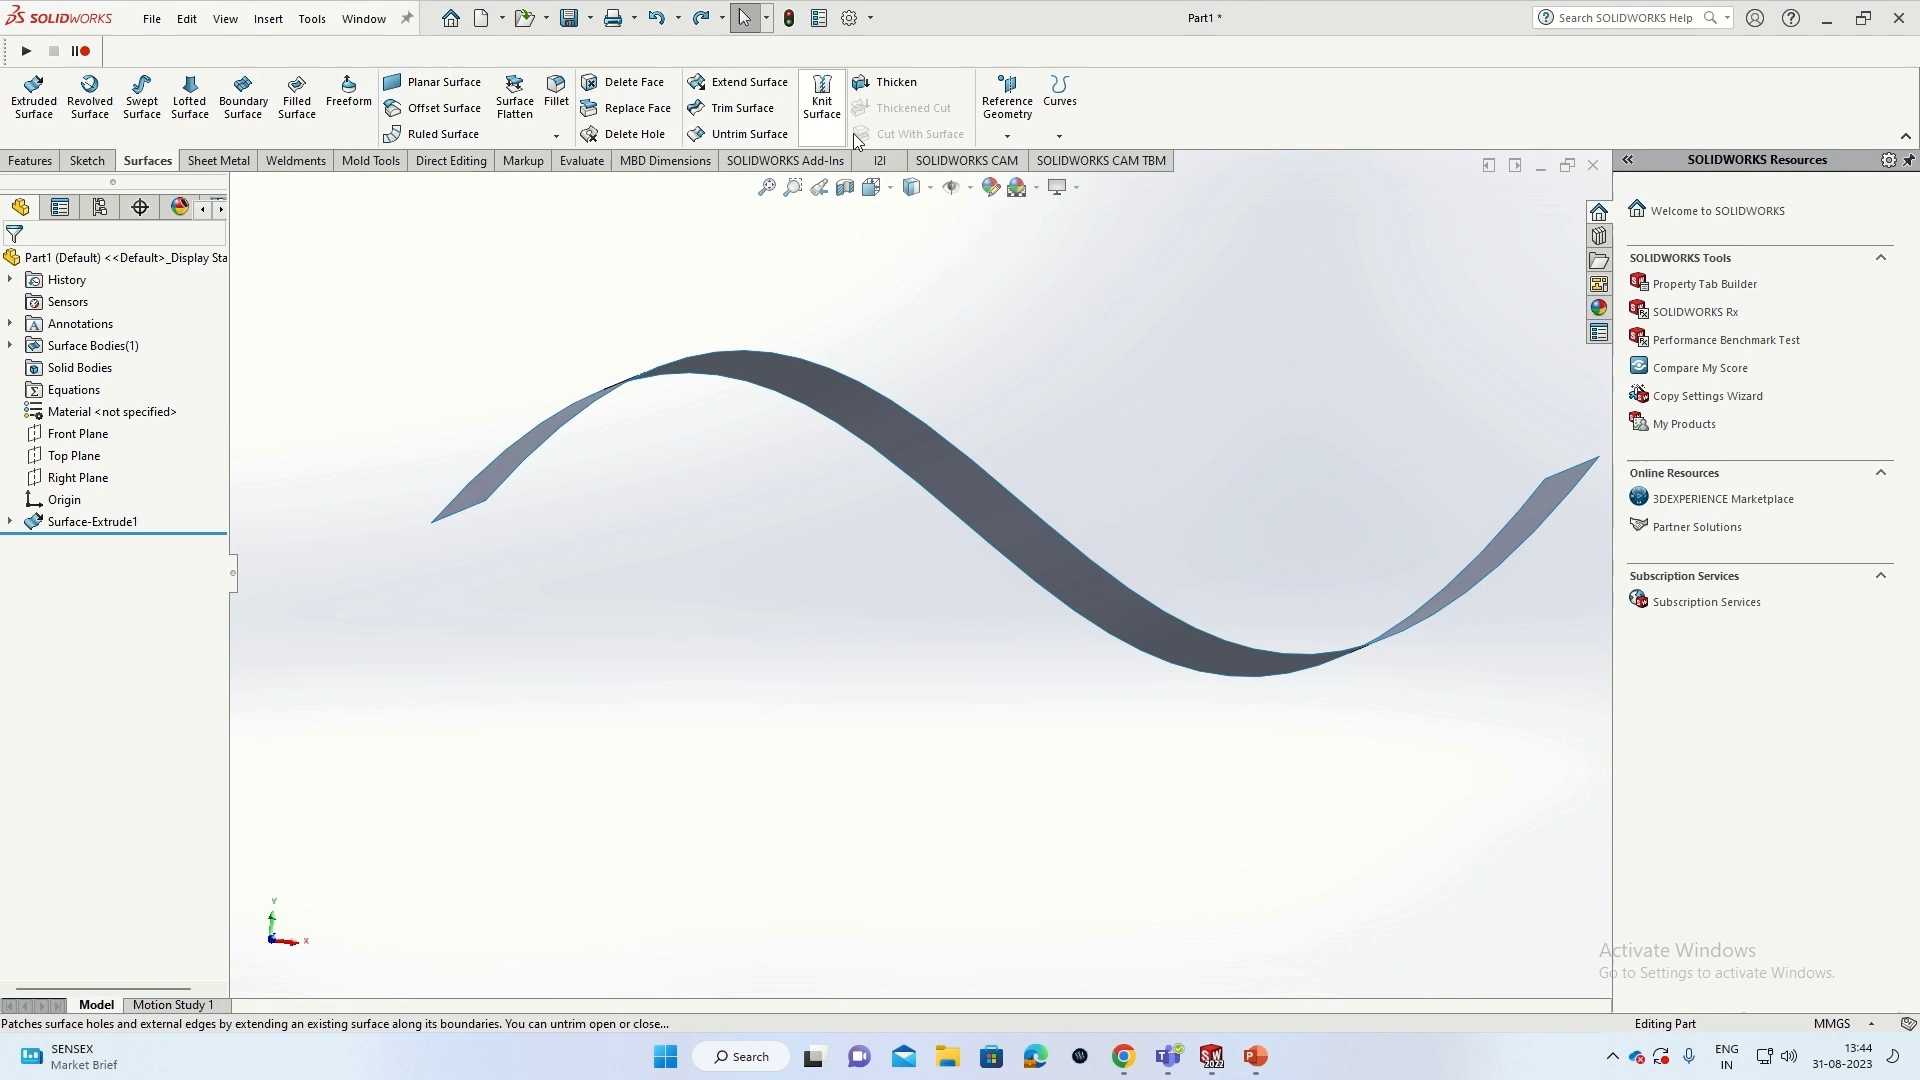 SOLIDWORKS File Edit View Insert Tools Window Part1 * Search SOLIDWORKS Help
Extruded Surface
Revolved Surface
Swept Surface
Lofted Surface
Boundary Surface
Filled Surface
Freeform
Planar Surface
Offset Surface
Ruled Surface
Surface Flatten
Fillet
Delete Face
Replace Face
Delete Hole
Extend Surface
Trim Surface
Untrim Surface
Knit Surface
Thicken
Thickened Cut
Cut With Surface
Reference Geometry
Curves
Features Sketch Surfaces Sheet Metal Weldments Mold Tools Direct Editing Markup Evaluate MBD Dimensions SOLIDWORKS Add-Ins I2I SOLIDWORKS CAM SOLIDWORKS CAM TBM
Part1 (Default) <<Default>_Display Sta
History
Sensors
Annotations
Surface Bodies(1)
Solid Bodies
Equations
Material <not specified>
Front Plane
Top Plane
Right Plane
Origin
Surface-Extrude1
Y
X
SOLIDWORKS Resources
Welcome to SOLIDWORKS
SOLIDWORKS Tools
Property Tab Builder
SOLIDWORKS Rx
Performance Benchmark Test
Compare My Score
Copy Settings Wizard
My Products
Online Resources
3DEXPERIENCE Marketplace
Partner Solutions
Subscription Services
Subscription Services
Activate Windows
Go to Settings to activate Windows.
Model Motion Study 1
Patches surface holes and external edges by extending an existing surface along its boundaries. You can untrim open or close... Editing Part MMGS
SENSEX
Market Brief
Search
SW
2022
ENG
IN
13:44
31-08-2023